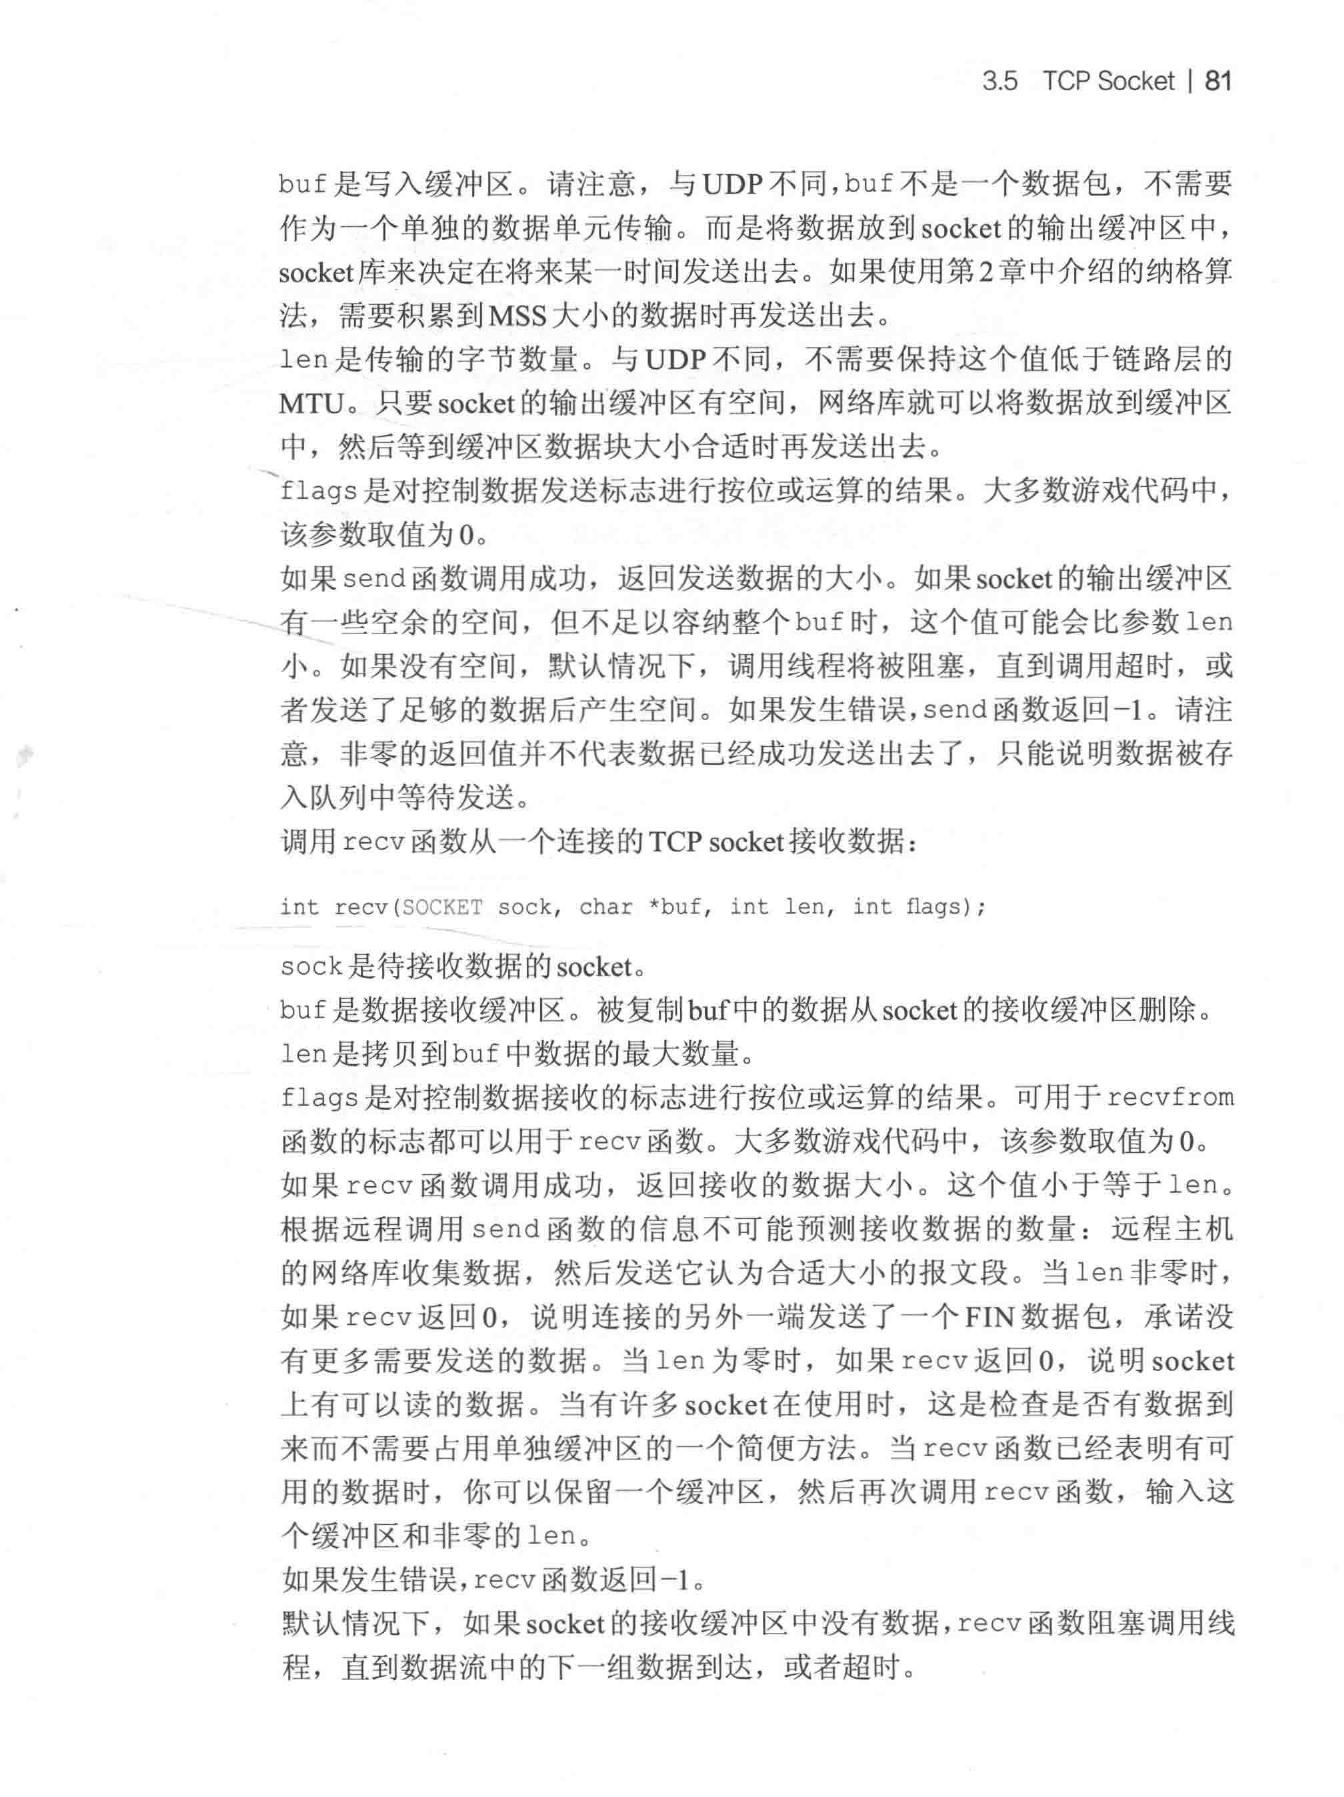 3.5 TCP Socket | 81
buf是写入缓冲区。请注意，与UDP不同，buf不是一个数据包，不需要
作为一个单独的数据单元传输。而是将数据放到socket的输出缓冲区中，
socket库来决定在将来某一时间发送出去。如果使用第2章中介绍的纳格算
法，需要积累到MSS大小的数据时再发送出去。
len是传输的字节数量。与UDP不同，不需要保持这个值低于链路层的
MTU。只要socket的输出缓冲区有空间，网络库就可以将数据放到缓冲区
中，然后等到缓冲区数据块大小合适时再发送出去。
flags是对控制数据发送标志进行按位或运算的结果。大多数游戏代码中，
该参数取值为0。
如果send函数调用成功，返回发送数据的大小。如果socket的输出缓冲区
有一些空余的空间，但不足以容纳整个buf时，这个值可能会比参数len
小。如果没有空间，默认情况下，调用线程将被阻塞，直到调用超时，或
者发送了足够的数据后产生空间。如果发生错误，send函数返回-1。请注
意，非零的返回值并不代表数据已经成功发送出去了，只能说明数据被存
入队列中等待发送。
调用recv函数从一个连接的TCP socket接收数据：
int recv(SOCKET sock, char *buf, int len, int flags);
sock是待接收数据的socket。
buf是数据接收缓冲区。被复制buf中的数据从socket的接收缓冲区删除。
len是拷贝到buf中数据的最大数量。
flags是对控制数据接收的标志进行按位或运算的结果。可用于recvfrom
函数的标志都可以用于recv函数。大多数游戏代码中，该参数取值为0。
如果recv函数调用成功，返回接收的数据大小。这个值小于等于len。
根据远程调用send函数的信息不可能预测接收数据的数量：远程主机
的网络库收集数据，然后发送它认为合适大小的报文段。当len非零时，
如果recv返回0，说明连接的另外一端发送了一个FIN数据包，承诺没
有更多需要发送的数据。当len为零时，如果recv返回0，说明socket
上有可以读的数据。当有许多socket在使用时，这是检查是否有数据到
来而不需要占用单独缓冲区的一个简便方法。当recv函数已经表明有可
用的数据时，你可以保留一个缓冲区，然后再次调用recv函数，输入这
个缓冲区和非零的len。
如果发生错误，recv函数返回-1。
默认情况下，如果socket的接收缓冲区中没有数据，recv函数阻塞调用线
程，直到数据流中的下一组数据到达，或者超时。